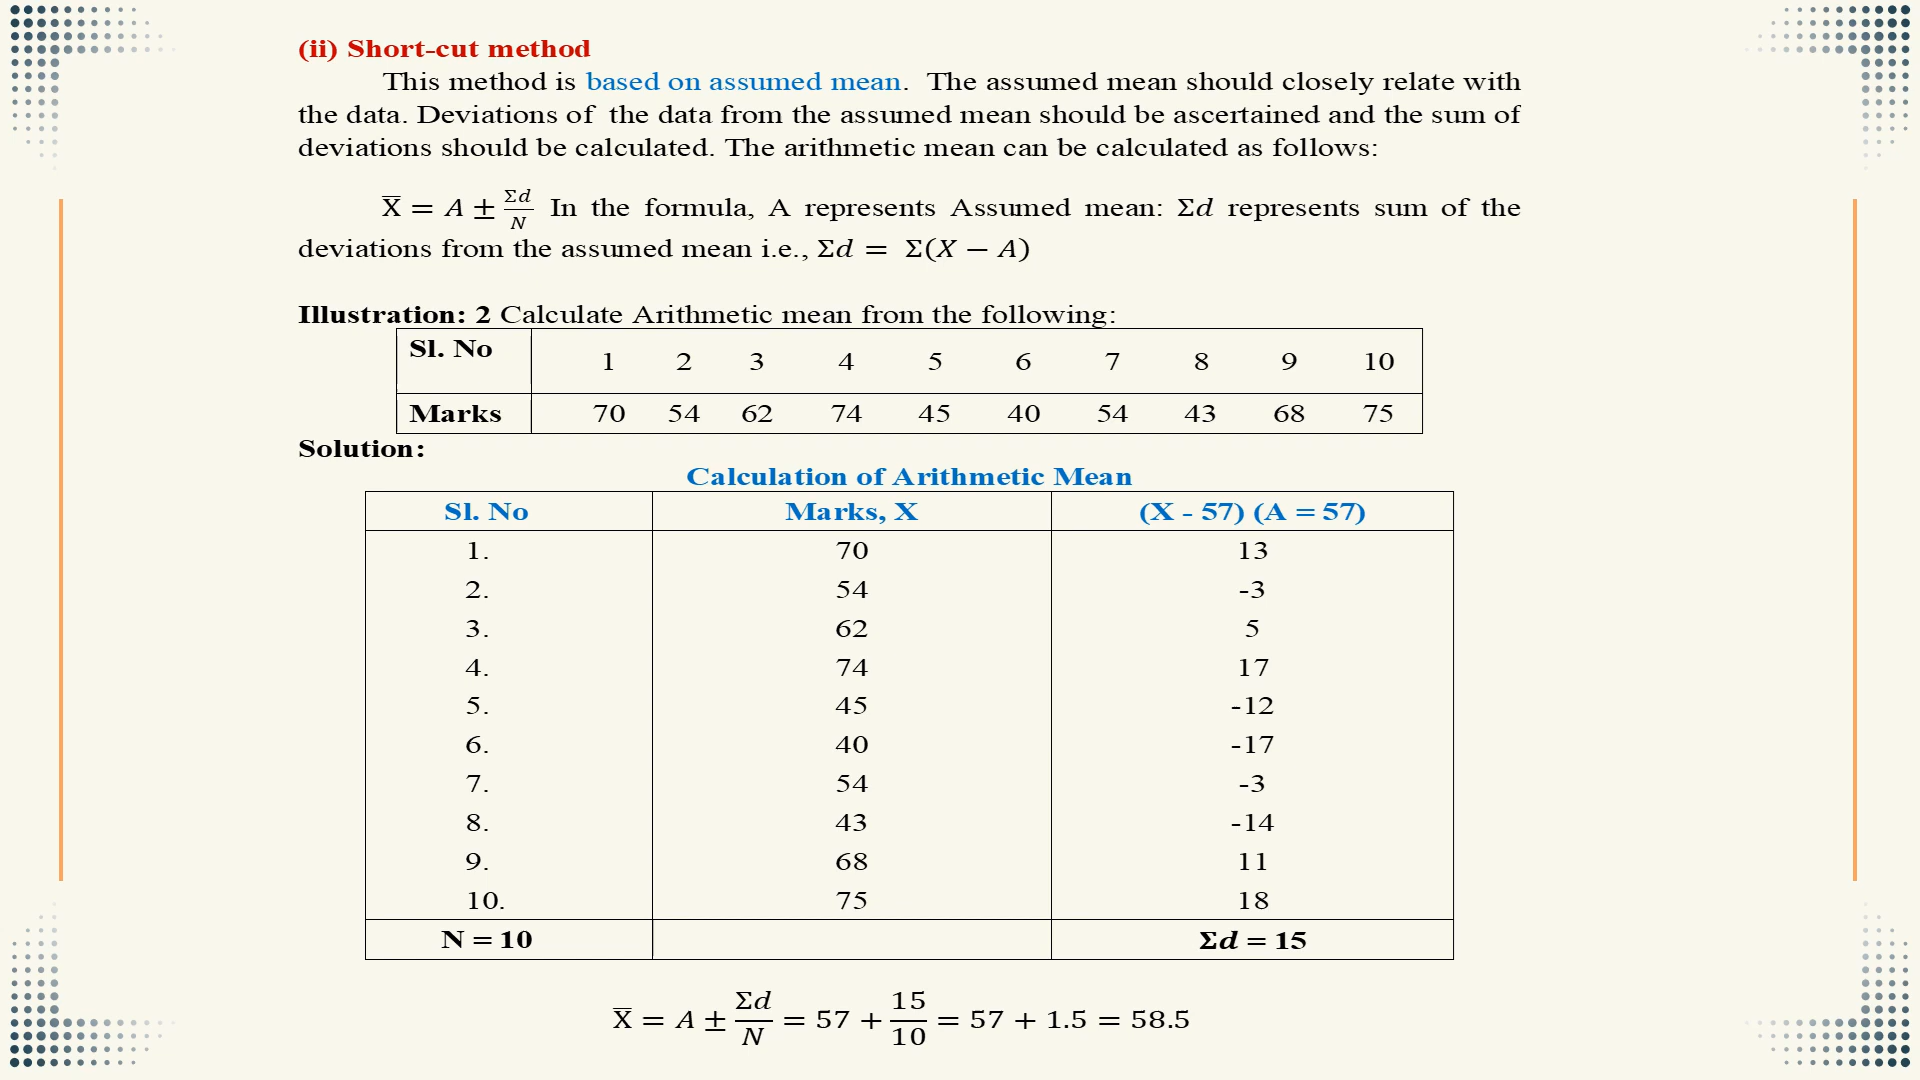 (ii) Short-cut method
This method is based on assumed mean. The assumed mean should closely relate with
the data. Deviations of the data from the assumed mean should be ascertained and the sum of
deviations should be calculated. The arithmetic mean can be calculated as follows:
X̅ = A ± Σd/N In the formula, A represents Assumed mean: Σd represents sum of the
deviations from the assumed mean i.e., Σd = Σ(X − A)
Illustration: 2 Calculate Arithmetic mean from the following:
Sl. No 1 2 3 4 5 6 7 8 9 10
Marks 70 54 62 74 45 40 54 43 68 75
Solution:
Calculation of Arithmetic Mean
Sl. No Marks, X (X - 57) (A = 57)
1. 70 13
2. 54 -3
3. 62 5
4. 74 17
5. 45 -12
6. 40 -17
7. 54 -3
8. 43 -14
9. 68 11
10. 75 18
N = 10 Σd = 15
X̅ = A ± Σd/N = 57 + 15/10 = 57 + 1.5 = 58.5